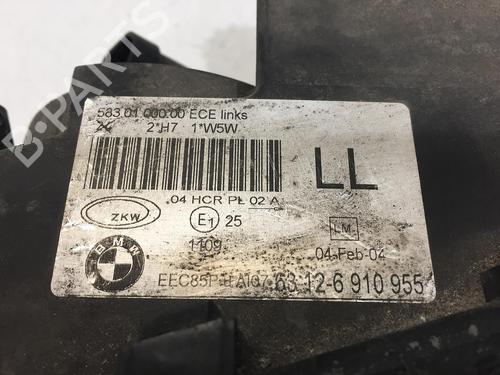 B-PARTS
583.01.000.00 ECE links
2*H7 1*W5W
LL
04 HCR PL 02 A
ZKW
E1 25
LM
1109
04-Feb-04
BMW
63 12-6 910 955